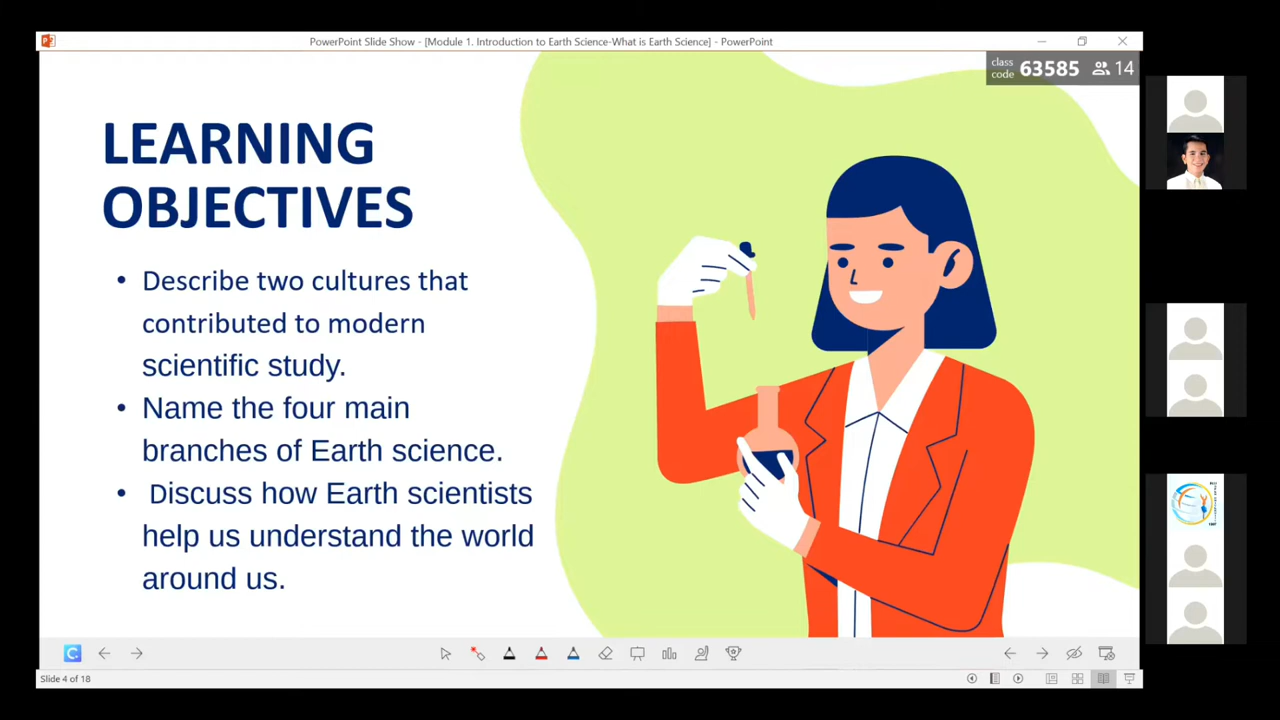 PowerPoint Slide Show - [Module 1. Introduction to Earth Science-What is Earth Science] - PowerPoint
class
code 63585 14
LEARNING
OBJECTIVES
• Describe two cultures that
contributed to modern
scientific study.
• Name the four main
branches of Earth science.
• Discuss how Earth scientists
help us understand the world
around us.
Slide 4 of 18